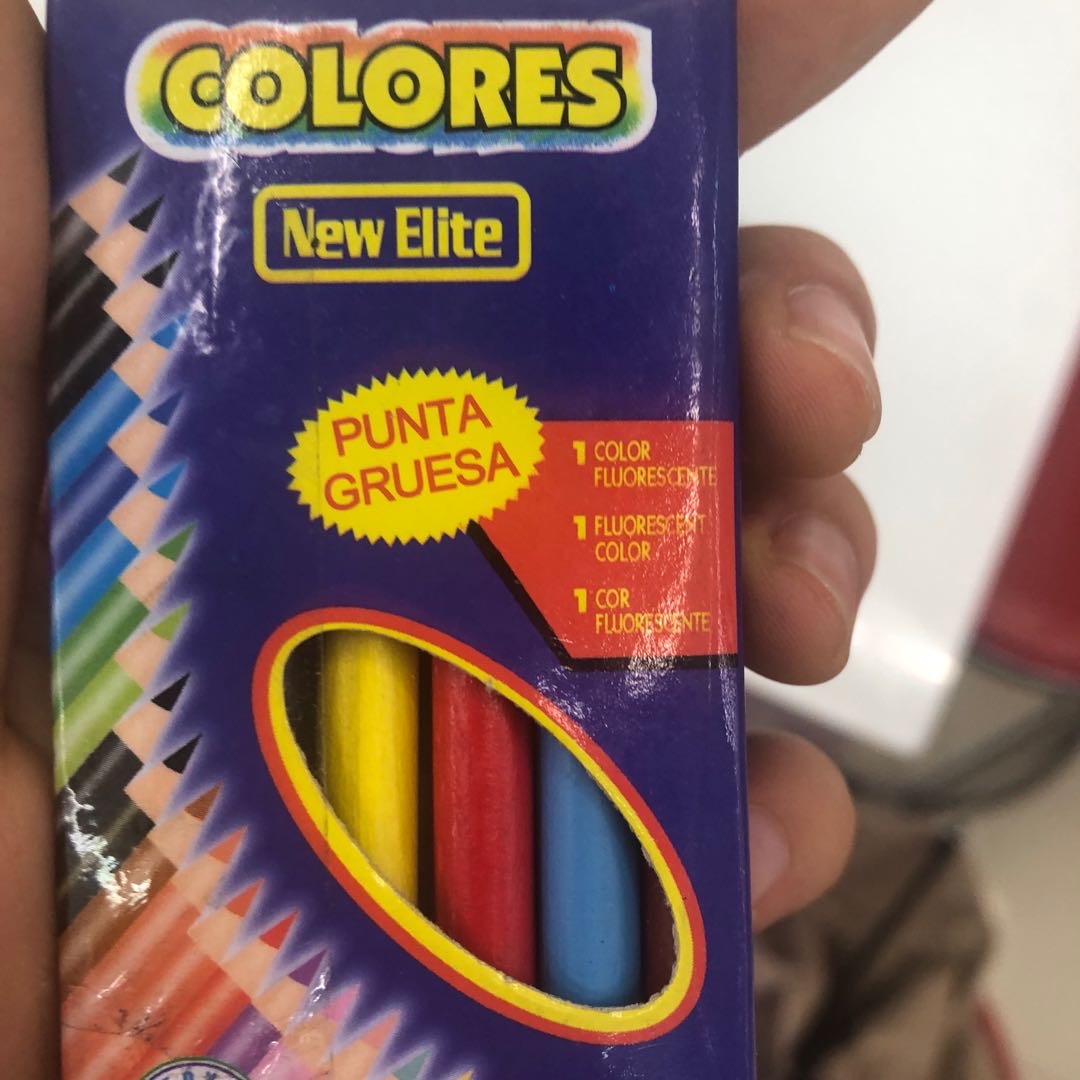 COLORES
New Elite
PUNTA
GRUESA
1 COLOR
FLUORESCENTE
1 FLUORESCENT
COLOR
1 COR
FLUORESCENTE